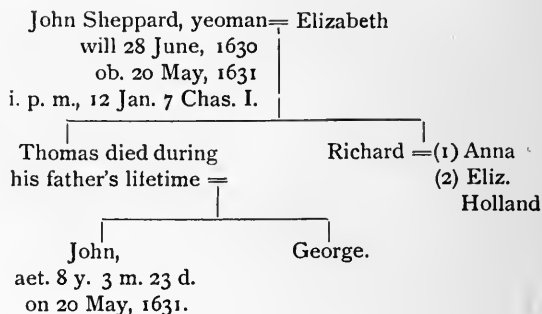 John Sheppard, yeoman = Elizabeth
will 28 June, 1630
ob. 20 May, 1631
i. p. m., 12 Jan. 7 Chas. I.
Thomas died during
his father's lifetime =
Richard = (1) Anna
(2) Eliz.
Holland
John,
aet. 8 y. 3 m. 23 d.
on 20 May, 1631.
George.